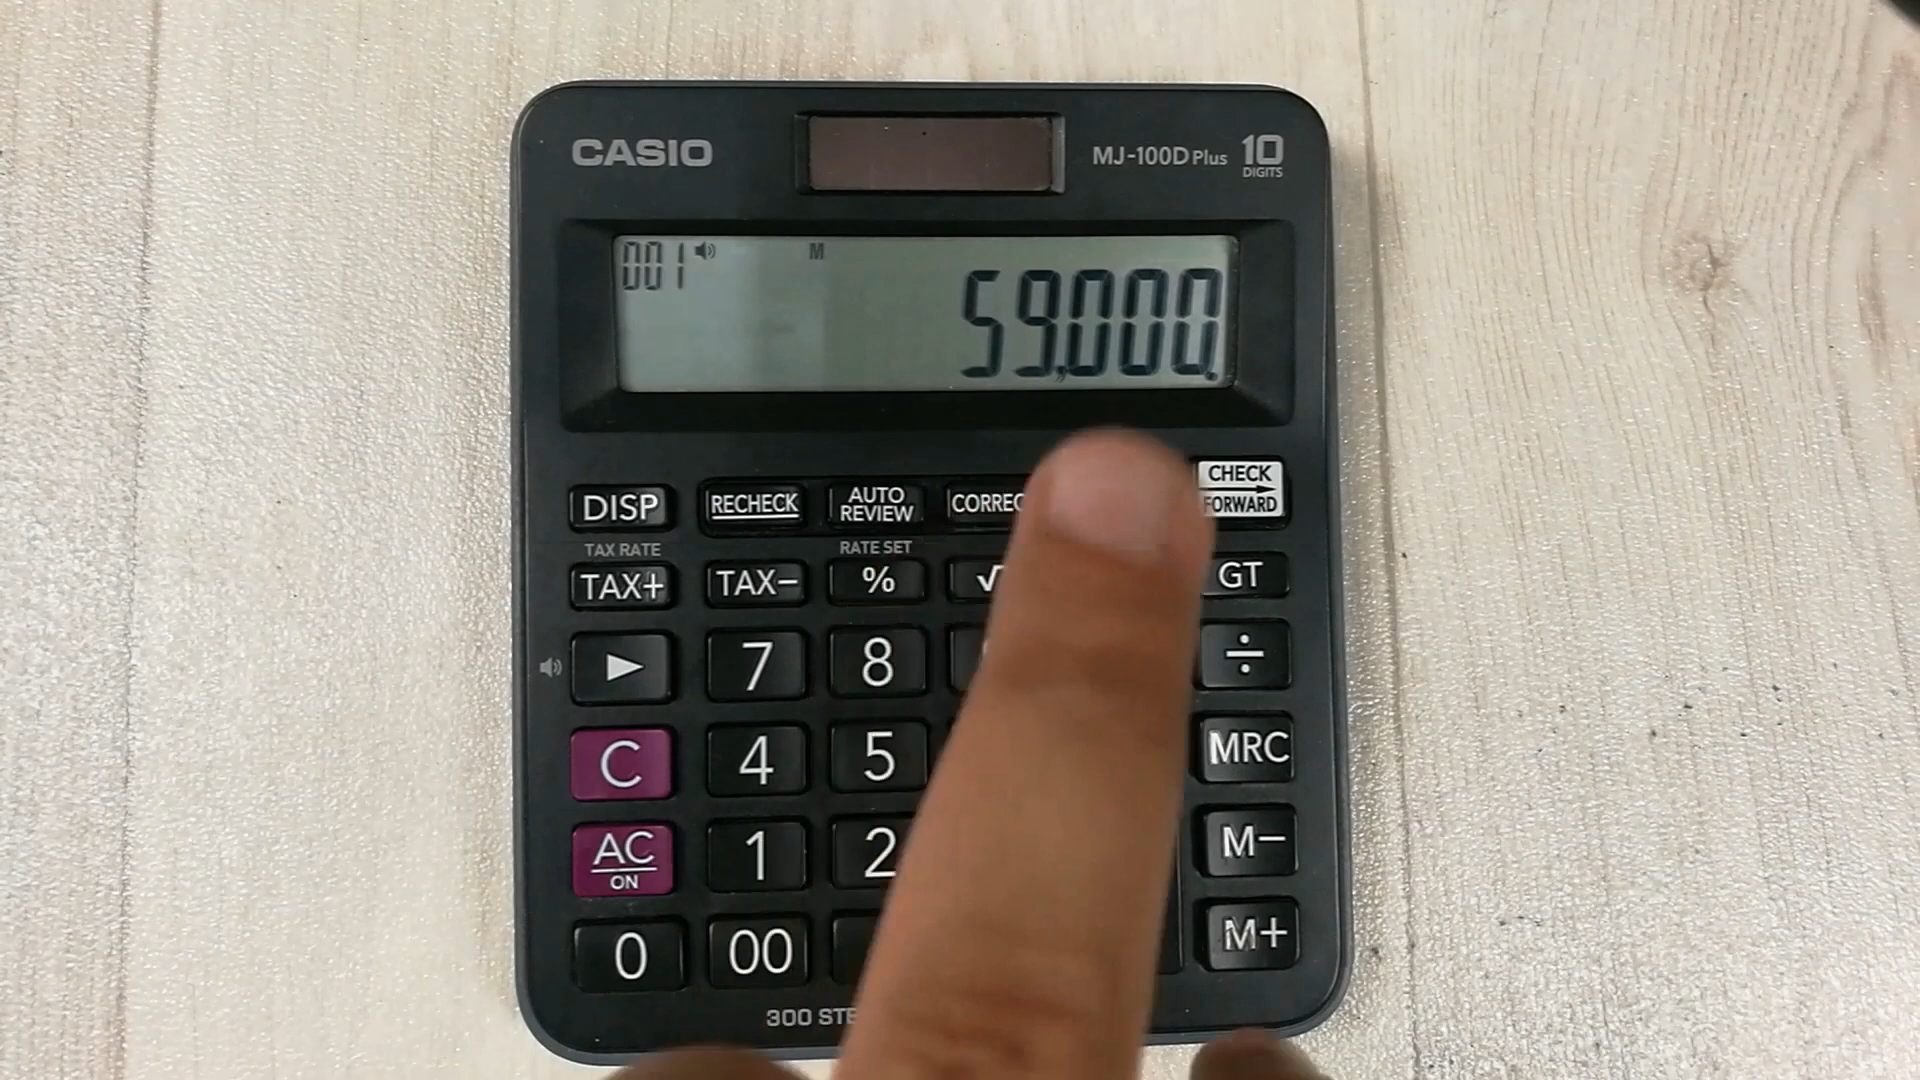 CASIO MJ-100D Plus 10
DIGITS
001 M 59,000.
DISP RECHECK AUTO REVIEW CHECK FORWARD
TAX RATE RATE SET
TAX+ TAX− % √ GT
7 8 ÷
C 4 5 MRC
AC ON 1 2 M−
0 00 M+
300